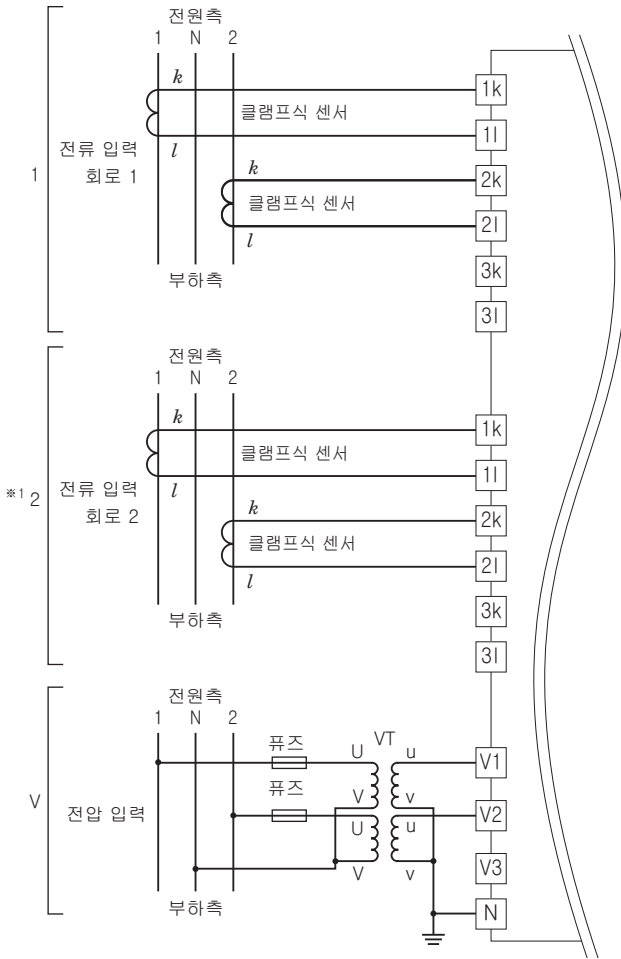 전원측
1 N 2
k
클램프식 센서
1k
전류 입력
회로 1
1
l
1l
k
클램프식 센서
2k
l
2l
부하측
3k
3l
전원측
1 N 2
k
클램프식 센서
1k
※1 2
전류 입력
회로 2
l
1l
k
클램프식 센서
2k
l
2l
부하측
3k
3l
전원측
1 N 2
퓨즈
U VT u
V1
V
전압 입력
퓨즈
V v
U u
V2
V v
V3
부하측
N